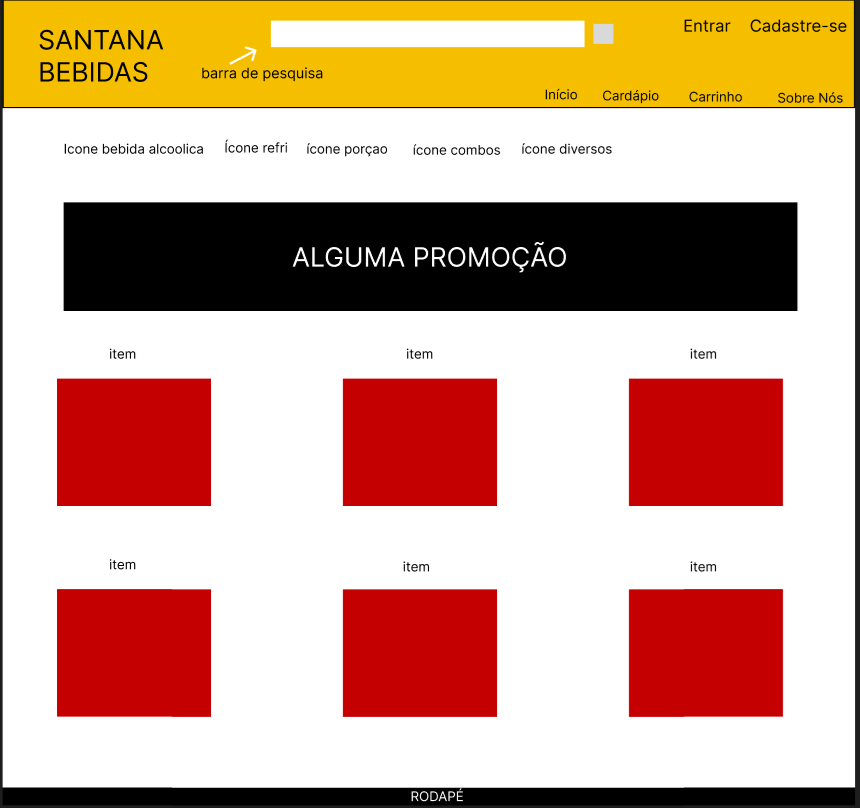 SANTANA
BEBIDAS
barra de pesquisa
Entrar Cadastre-se
Início Cardápio Carrinho Sobre Nós
Icone bebida alcoolica Ícone refri ícone porçao ícone combos ícone diversos
ALGUMA PROMOÇÃO
item item item
item item item
RODAPÉ